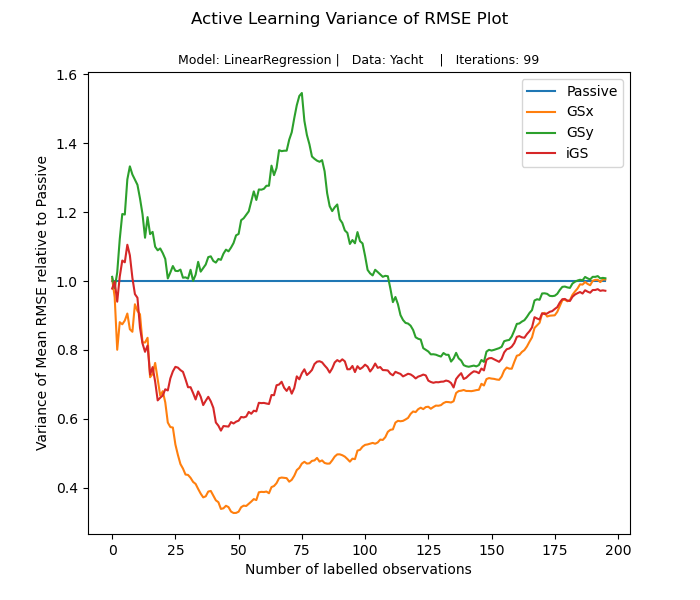 Active Learning Variance of RMSE Plot
Model: LinearRegression | Data: Yacht | Iterations: 99
Variance of Mean RMSE relative to Passive
1.6
1.4
1.2
1.0
0.8
0.6
0.4
Passive
GSx
GSy
iGS
0 25 50 75 100 125 150 175 200
Number of labelled observations